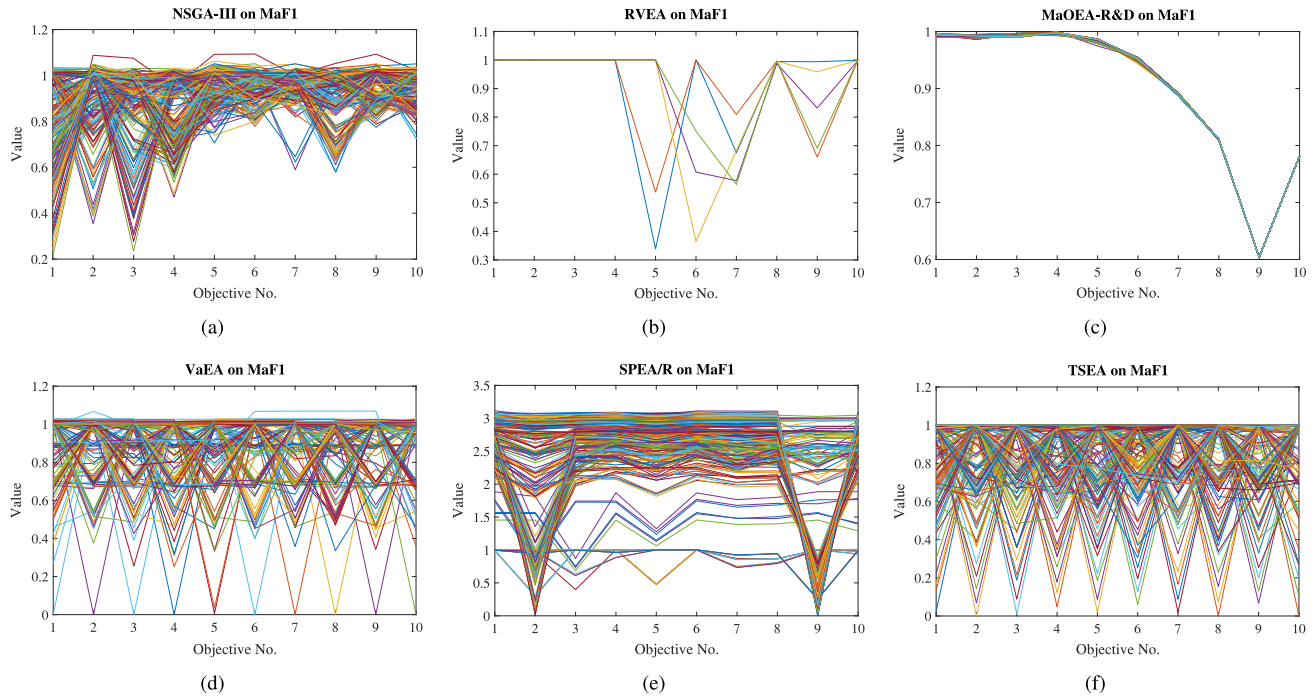 NSGA-III on MaF1
1.2
1
0.8
0.6
0.4
0.2
Value
1 2 3 4 5 6 7 8 9 10
Objective No.
(a)
RVEA on MaF1
1.1
1
0.9
0.8
0.7
0.6
0.5
0.4
0.3
Value
1 2 3 4 5 6 7 8 9 10
Objective No.
(b)
MaOEA-R&D on MaF1
1
0.9
0.8
0.7
0.6
Value
1 2 3 4 5 6 7 8 9 10
Objective No.
(c)
VaEA on MaF1
1.2
1
0.8
0.6
0.4
0.2
0
Value
1 2 3 4 5 6 7 8 9 10
Objective No.
(d)
SPEA/R on MaF1
3.5
3
2.5
2
1.5
1
0.5
0
Value
1 2 3 4 5 6 7 8 9 10
Objective No.
(e)
TSEA on MaF1
1.2
1
0.8
0.6
0.4
0.2
0
Value
1 2 3 4 5 6 7 8 9 10
Objective No.
(f)